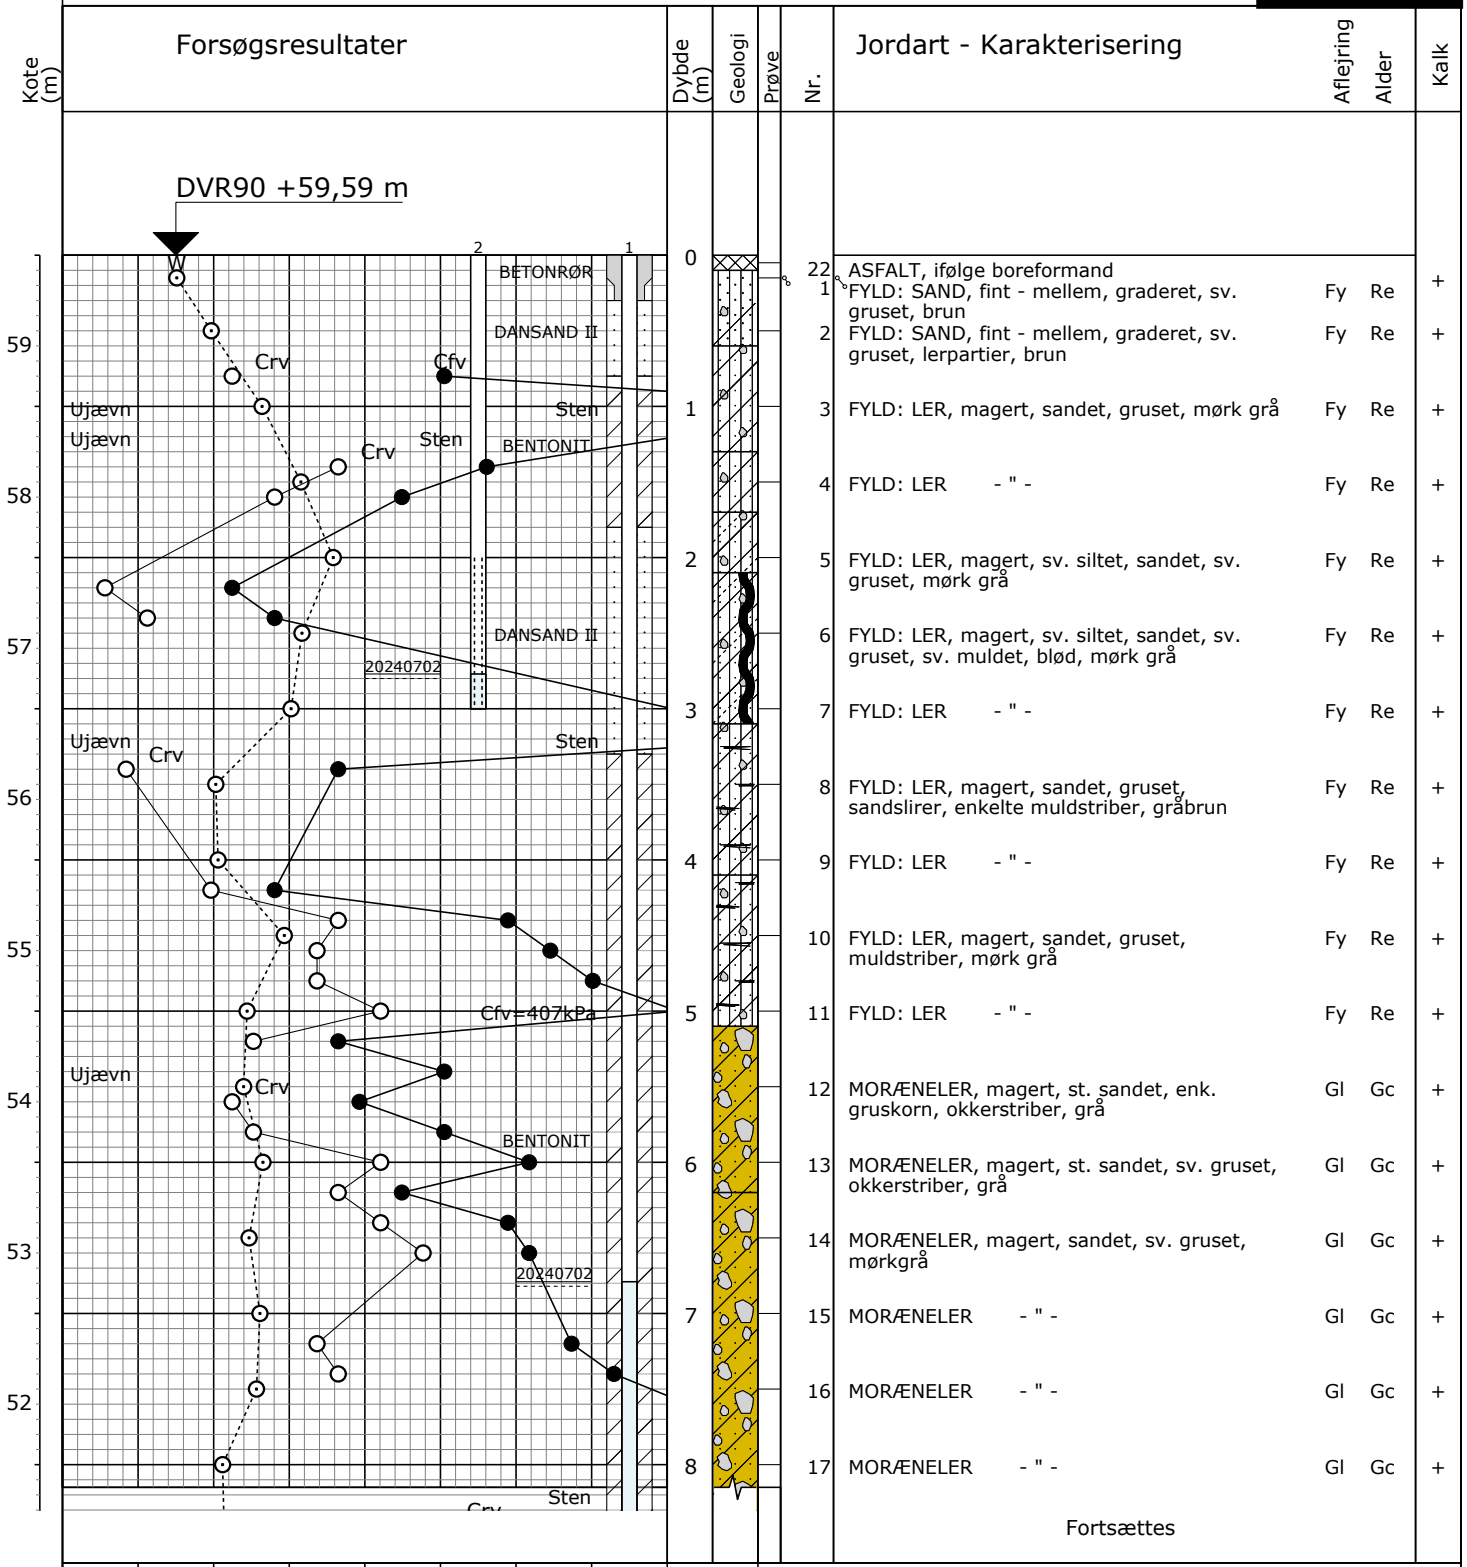 Kote
(m)
Forsøgsresultater
Dybde
(m)
Geologi
Prøve
Nr.
Jordart - Karakterisering
Aflejring
Alder
Kalk
DVR90 +59,59 m
W
2
1
BETONRØR
0
22 ASFALT, ifølge boreformand +
1 FYLD: SAND, fint - mellem, graderet, sv. Fy Re
gruset, brun
59
DANSAND II
2 FYLD: SAND, fint - mellem, graderet, sv. Fy Re +
gruset, lerpartier, brun
Crv
Cfv
Ujævn
Sten
1
3 FYLD: LER, magert, sandet, gruset, mørk grå Fy Re +
Ujævn
Sten
BENTONIT
Crv
58
4 FYLD: LER - " - Fy Re +
2
5 FYLD: LER, magert, sv. siltet, sandet, sv. Fy Re +
gruset, mørk grå
57
DANSAND II
6 FYLD: LER, magert, sv. siltet, sandet, sv. Fy Re +
gruset, sv. muldet, blød, mørk grå
20240702
3
7 FYLD: LER - " - Fy Re +
Ujævn
Crv
Sten
56
8 FYLD: LER, magert, sandet, gruset, Fy Re +
sandslirer, enkelte muldstriber, gråbrun
4
9 FYLD: LER - " - Fy Re +
55
10 FYLD: LER, magert, sandet, gruset, Fy Re +
muldstriber, mørk grå
Cfv=407kPa
5
11 FYLD: LER - " - Fy Re +
Ujævn
Crv
54
12 MORÆNELER, magert, st. sandet, enk. Gl Gc +
gruskorn, okkerstriber, grå
BENTONIT
6
13 MORÆNELER, magert, st. sandet, sv. gruset, Gl Gc +
okkerstriber, grå
53
14 MORÆNELER, magert, sandet, sv. gruset, Gl Gc +
mørkgrå
20240702
7
15 MORÆNELER - " - Gl Gc +
52
16 MORÆNELER - " - Gl Gc +
8
17 MORÆNELER - " - Gl Gc +
Sten
Crv
Fortsættes